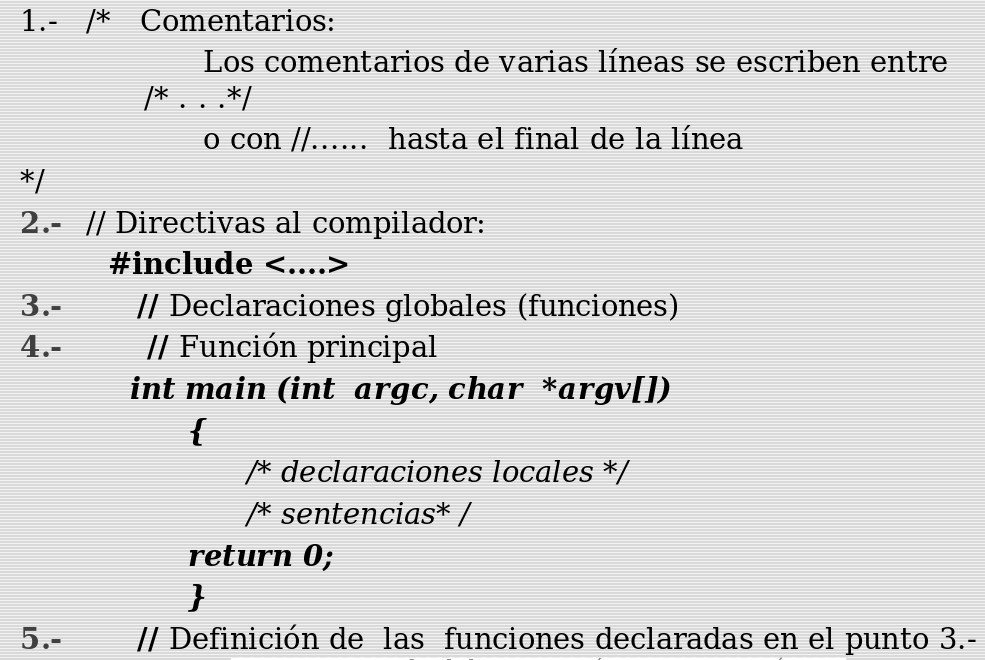 1.- /* Comentarios:
Los comentarios de varias líneas se escriben entre
/* . . .*/
o con //...... hasta el final de la línea
*/
2.- // Directivas al compilador:
#include <....>
3.- // Declaraciones globales (funciones)
4.- // Función principal
int main (int argc, char *argv[])
{
/* declaraciones locales */
/* sentencias* /
return 0;
}
5.- // Definición de las funciones declaradas en el punto 3.-